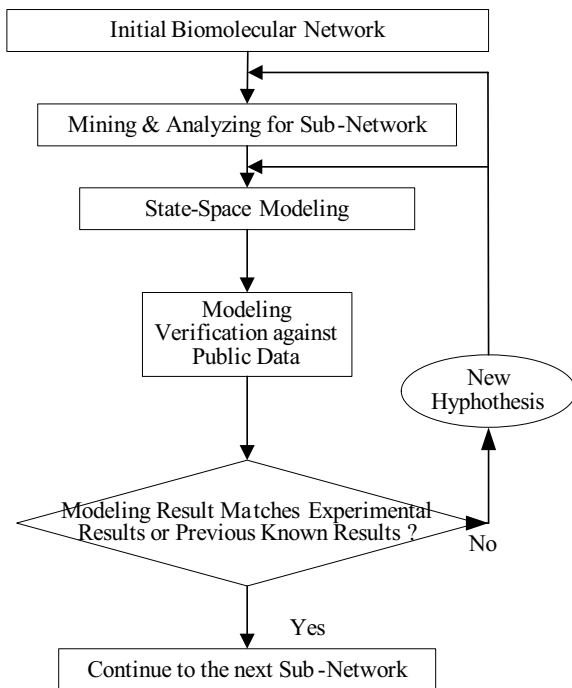 Initial Biomolecular Network
Mining & Analyzing for Sub-Network
State-Space Modeling
Modeling
Verification against
Public Data
New
Hyphothesis
Modeling Result Matches Experimental
Results or Previous Known Results ?
No
Yes
Continue to the next Sub-Network